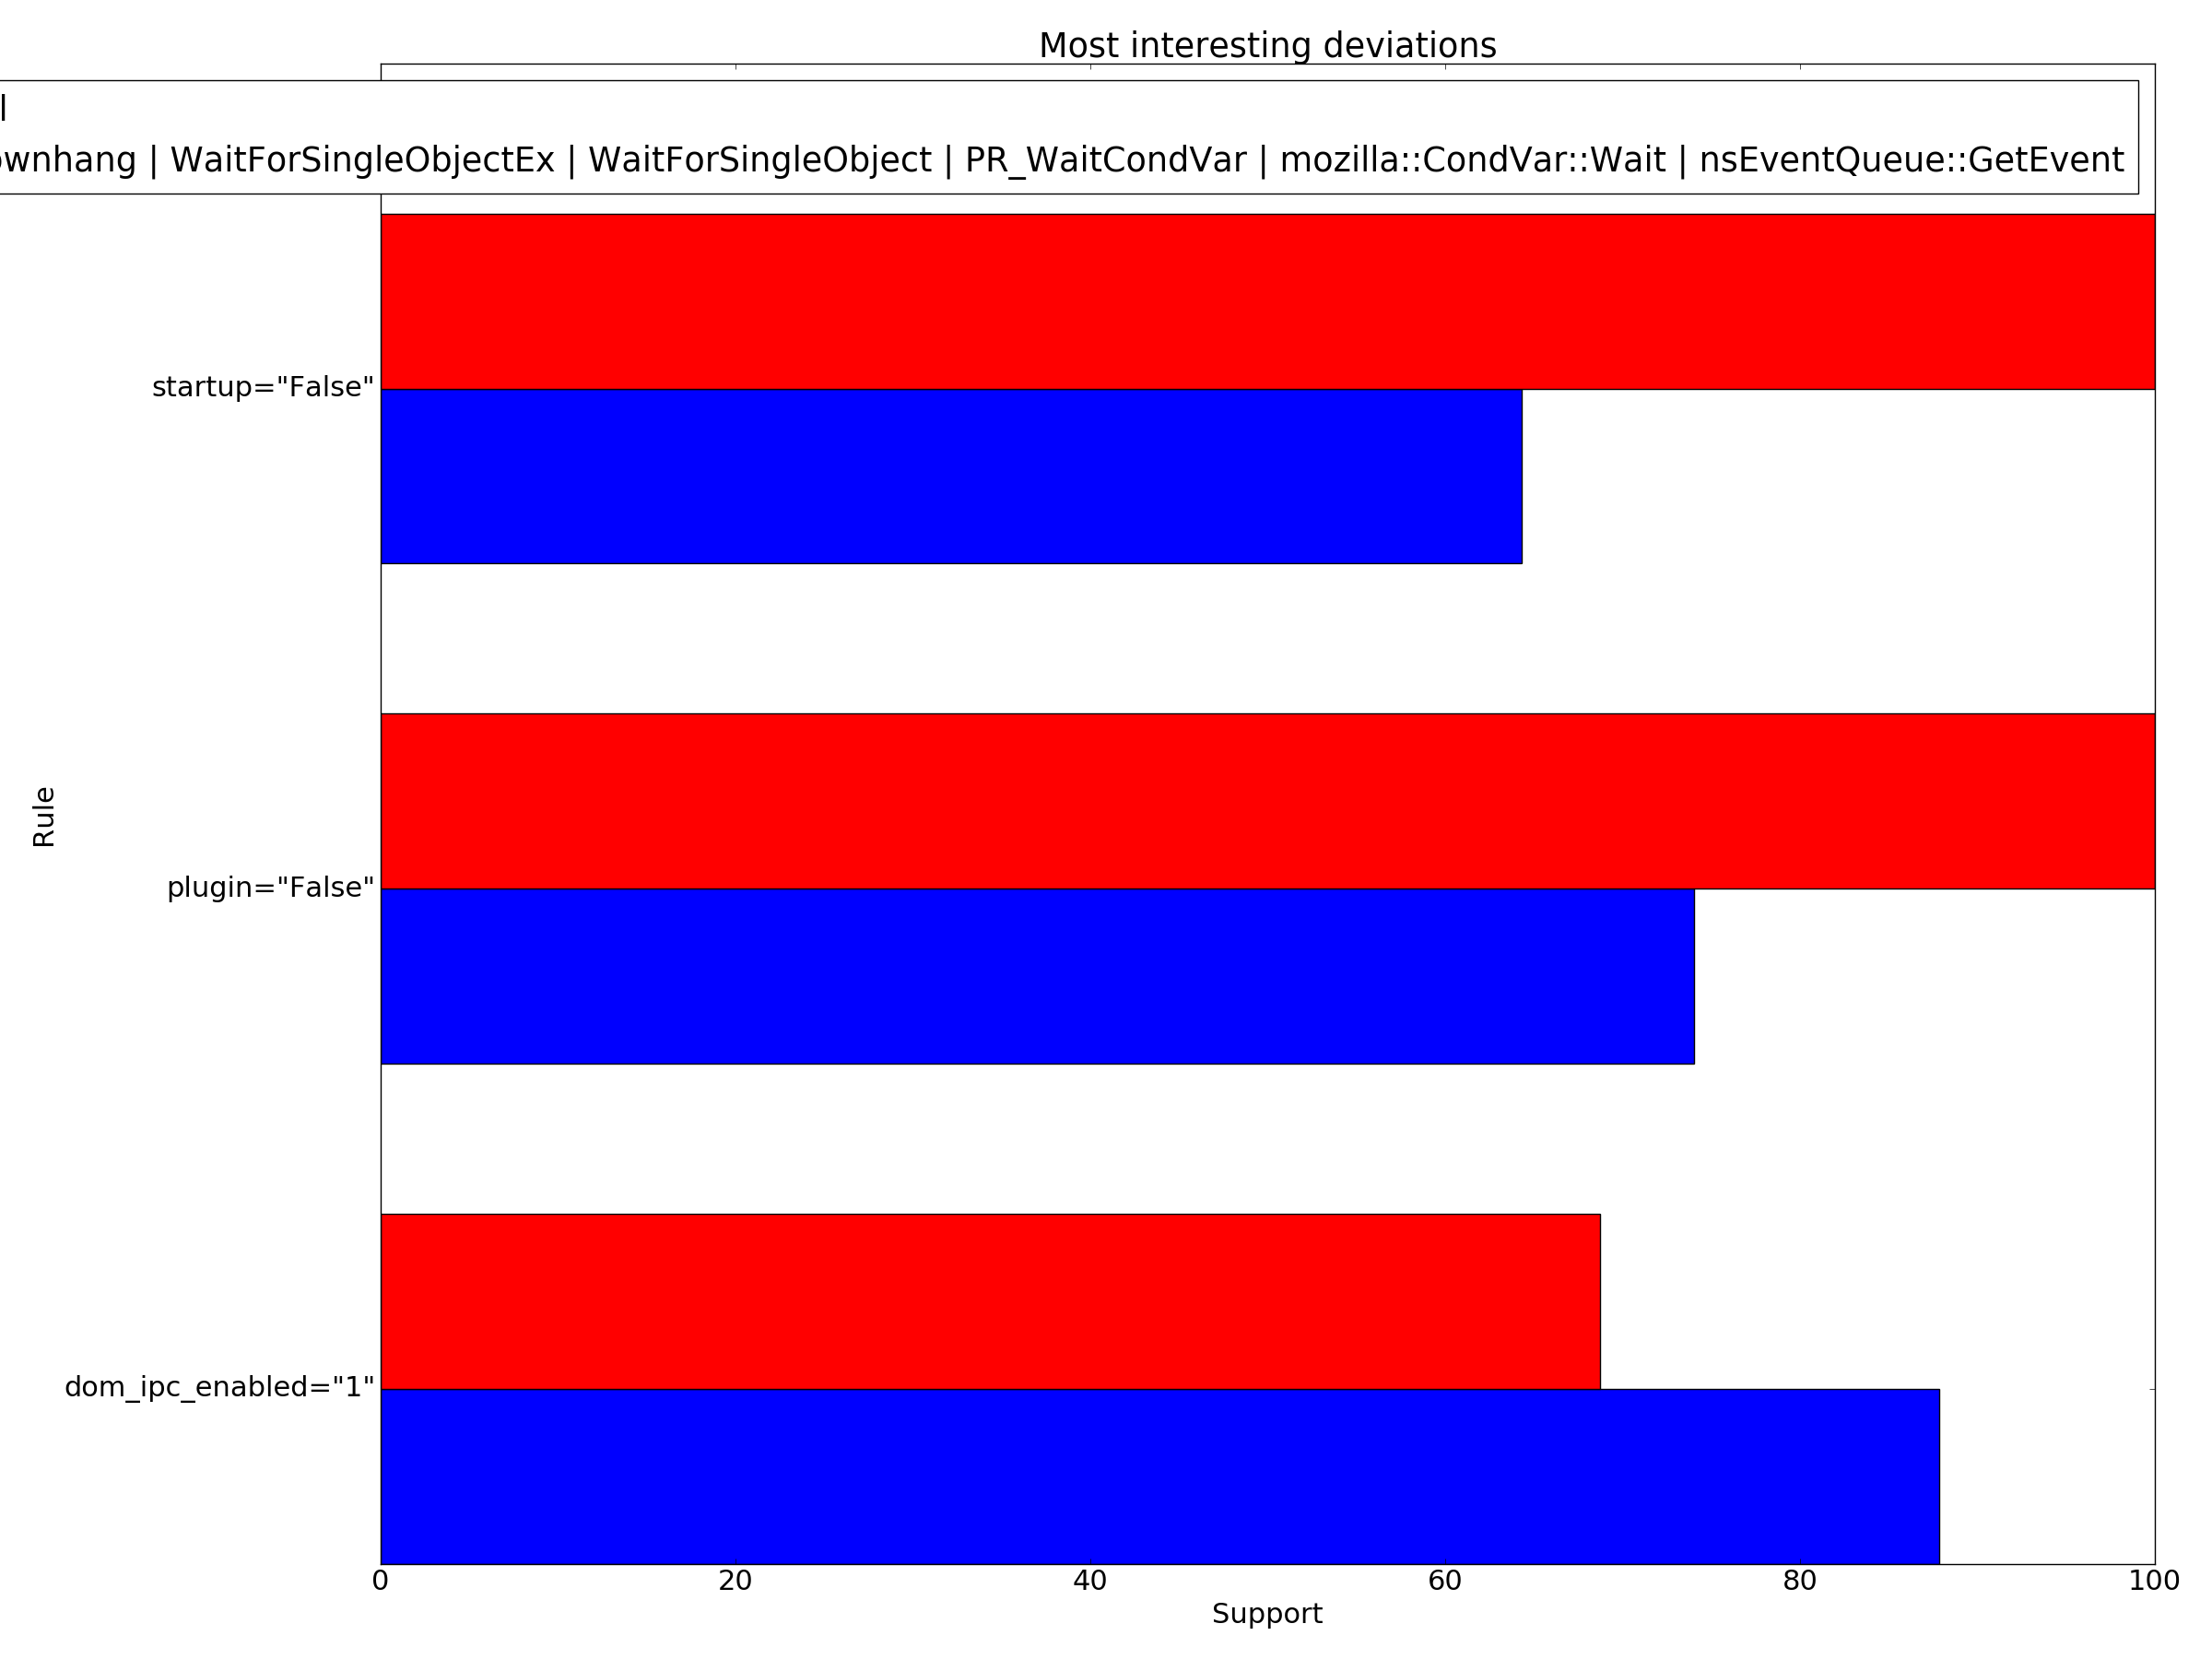 Most interesting deviations
l
wnhang | WaitForSingleObjectEx | WaitForSingleObject | PR_WaitCondVar | mozilla::CondVar::Wait | nsEventQueue::GetEvent
startup="False"
plugin="False"
dom_ipc_enabled="1"
Rule
0 20 40 60 80 100
Support